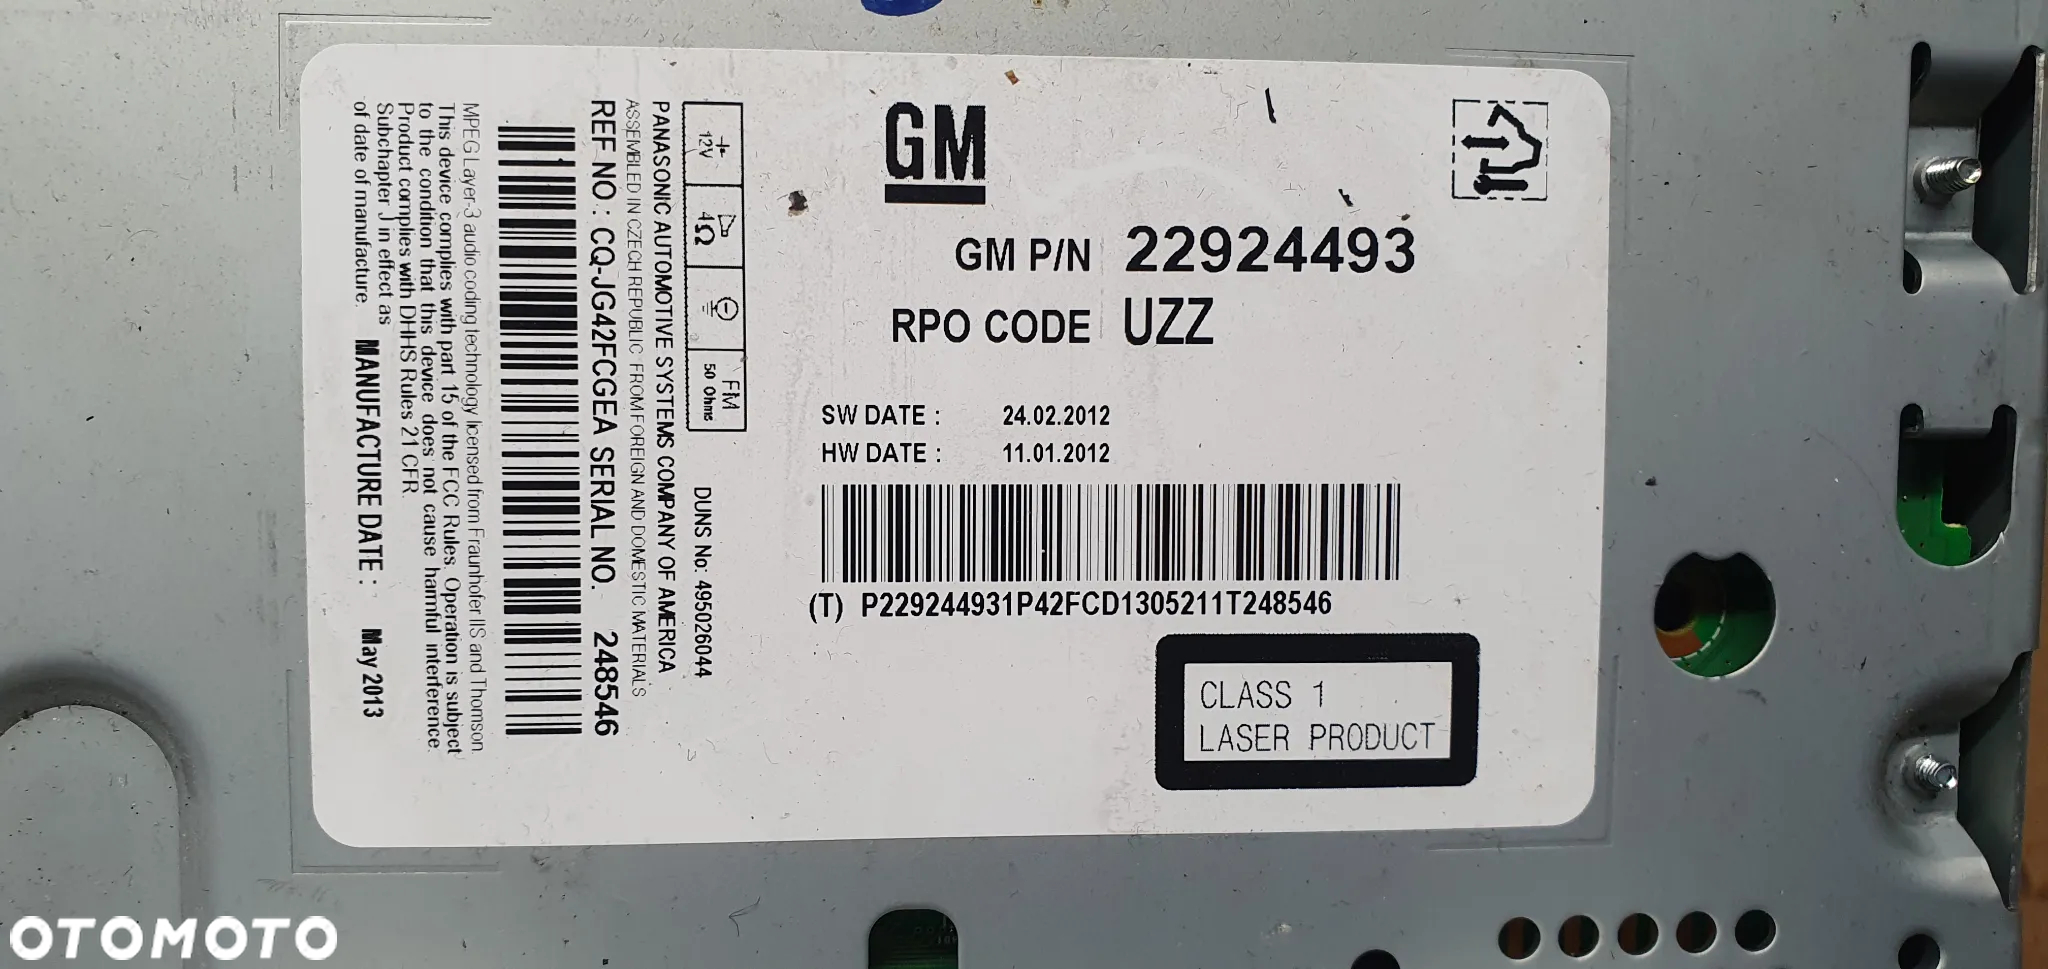 GM
GM P/N 22924493
RPO CODE UZZ
SW DATE : 24.02.2012
HW DATE : 11.01.2012
(T) P229244931P42FCD1305211T248546
CLASS 1
LASER PRODUCT
+ 12V 4Ω FM 50 Ohms
DUNS No: 495026044
PANASONIC AUTOMOTIVE SYSTEMS COMPANY OF AMERICA
ASSEMBLED IN CZECH REPUBLIC FROM FOREIGN AND DOMESTIC MATERIALS
REF NO : CQ-JG42FCGEA SERIAL NO. 248546
MPEG Layer-3 audio coding technology licensed from Fraunhofer IIS and Thomson.
This device complies with part 15 of the FCC Rules. Operation is subject
to the condition that this device does not cause harmful interference.
Product complies with DHHS Rules 21 CFR.
Subchapter J in effect as
of date of manufacture. MANUFACTURE DATE : May 2013
OTOMOTO